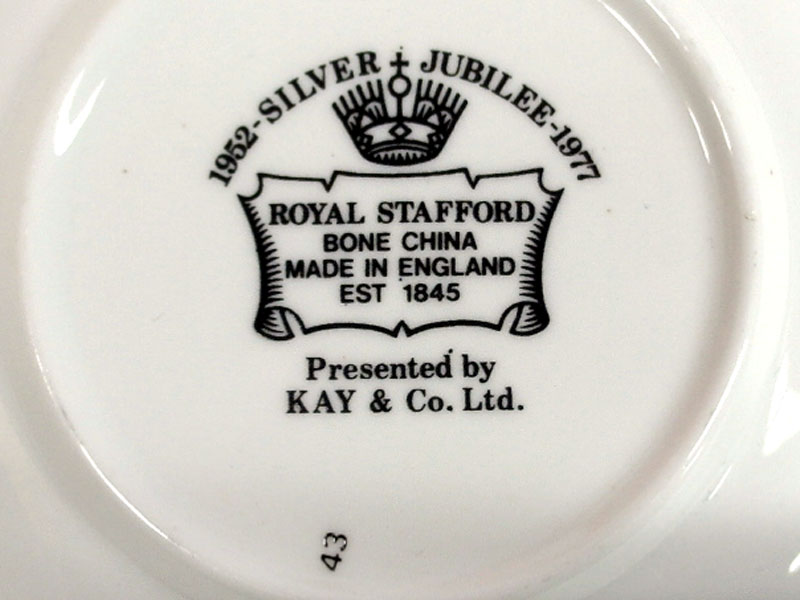 1952-SILVER JUBILEE-1977
ROYAL STAFFORD
BONE CHINA
MADE IN ENGLAND
EST 1845
Presented by
KAY & Co. Ltd.
43